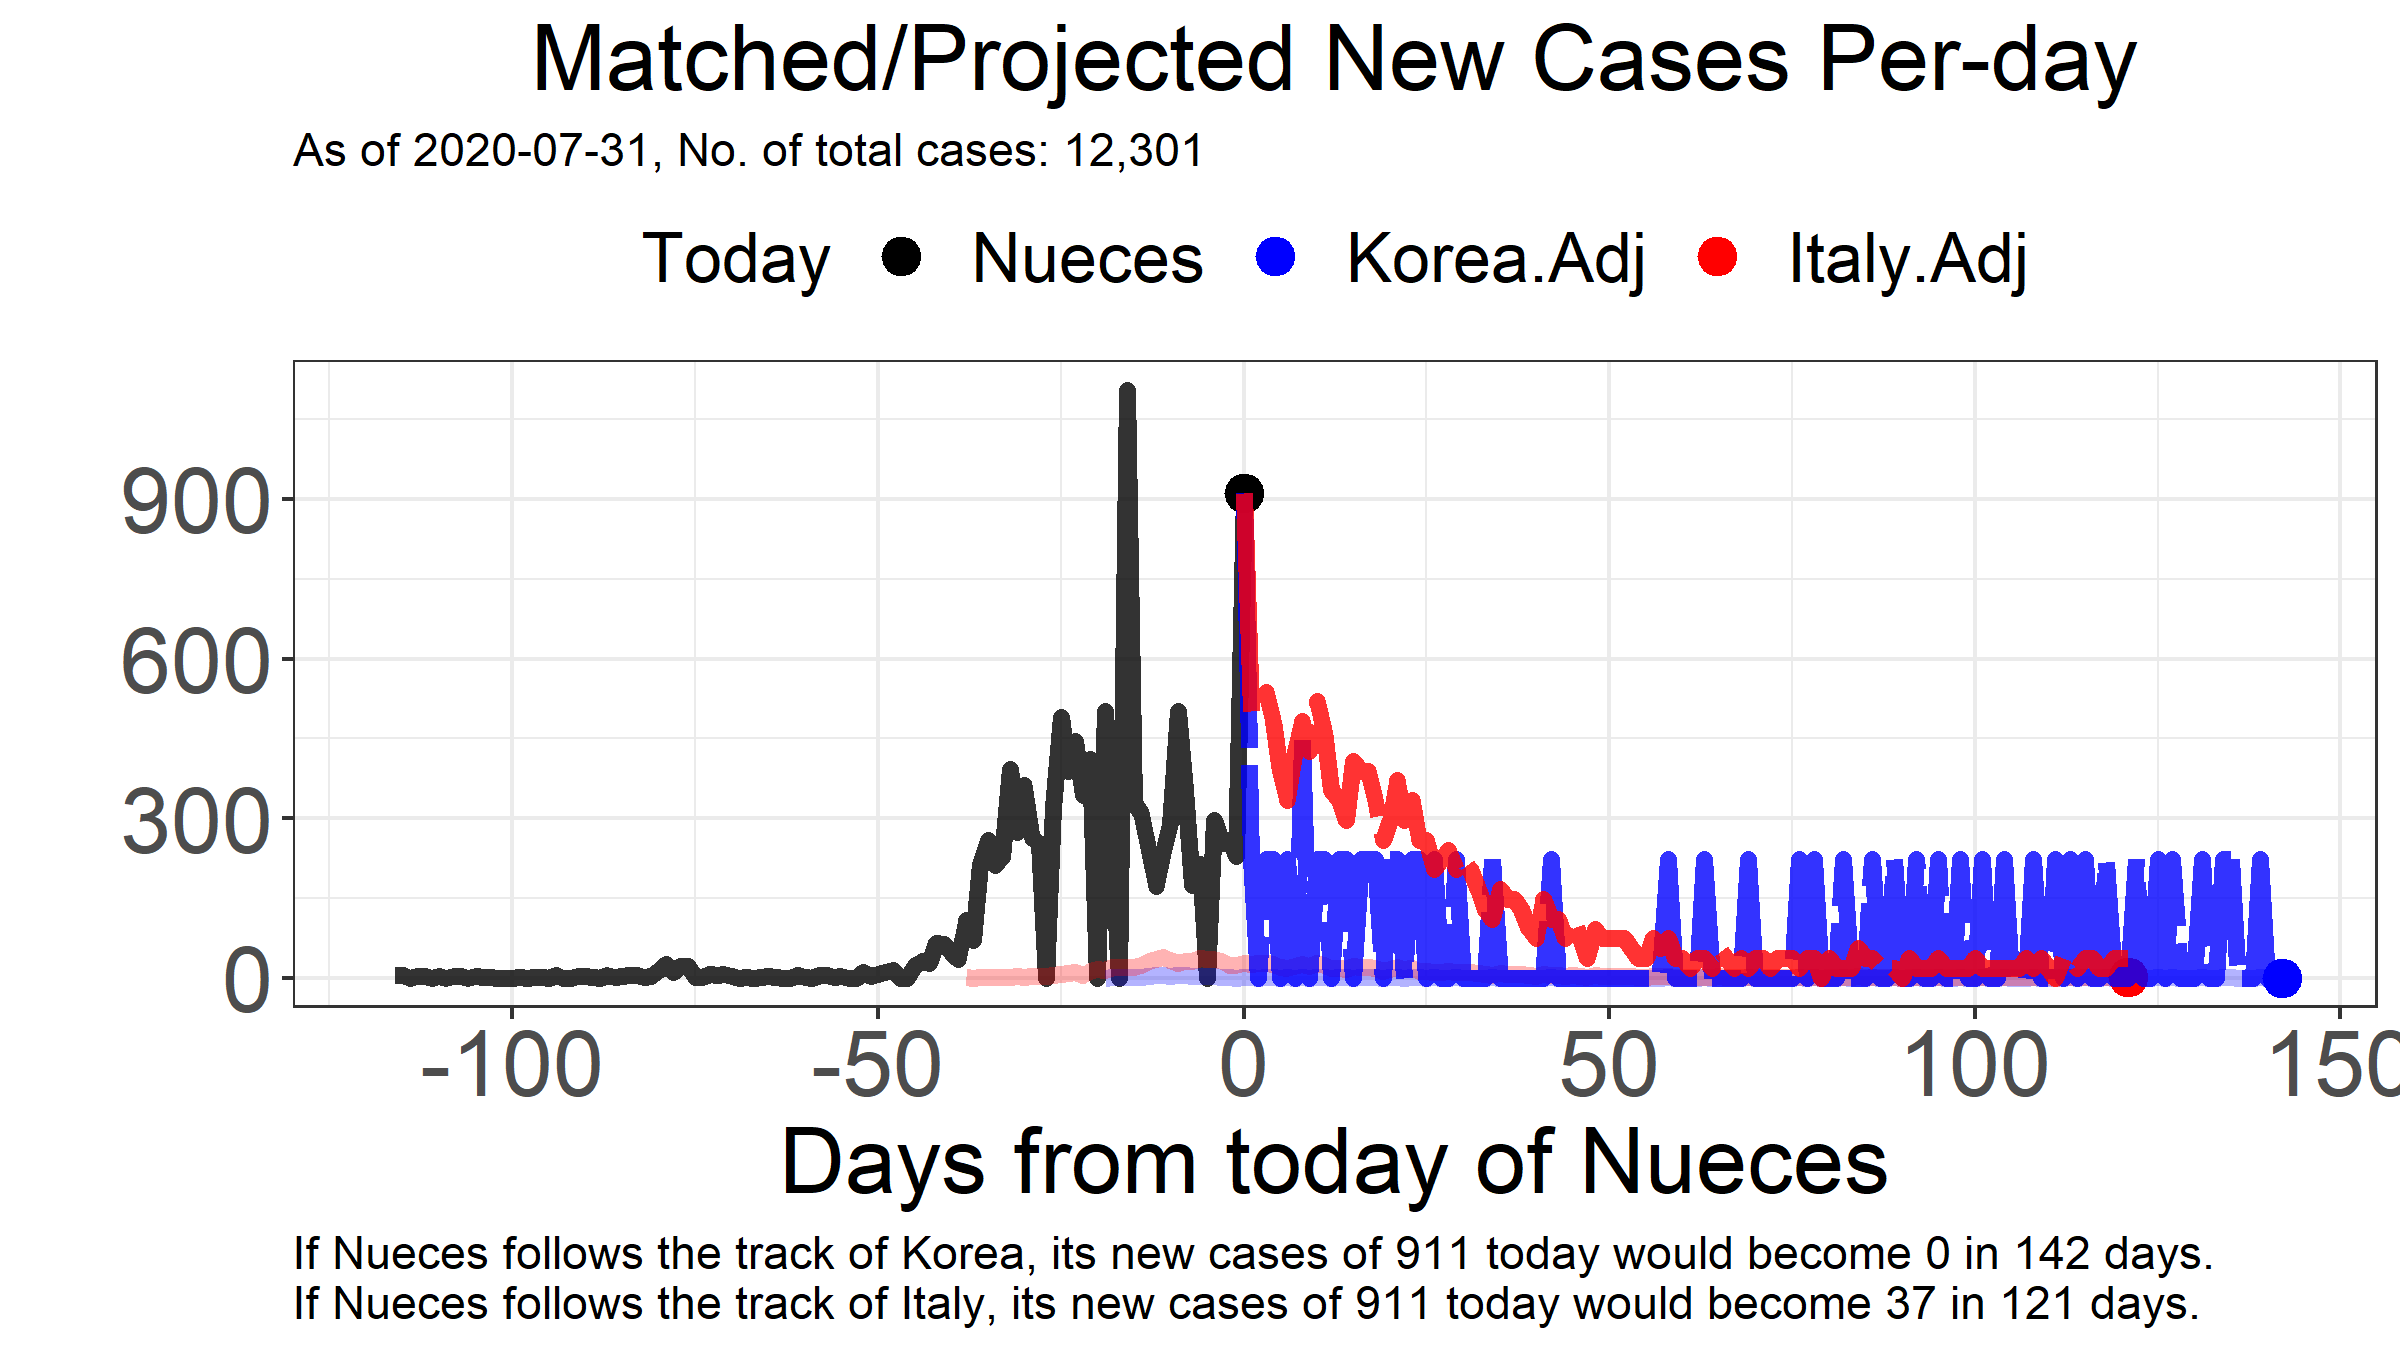 Matched/Projected New Cases Per-day
As of 2020-07-31, No. of total cases: 12,301
Today Nueces Korea.Adj Italy.Adj
900
600
300
0
-100 -50 0 50 100 150
Days from today of Nueces
If Nueces follows the track of Korea, its new cases of 911 today would become 0 in 142 days.
If Nueces follows the track of Italy, its new cases of 911 today would become 37 in 121 days.